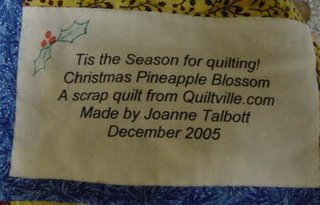 Tis the Season for quilting!
Christmas Pineapple Blossom
A scrap quilt from Quiltville.com
Made by Joanne Talbott
December 2005